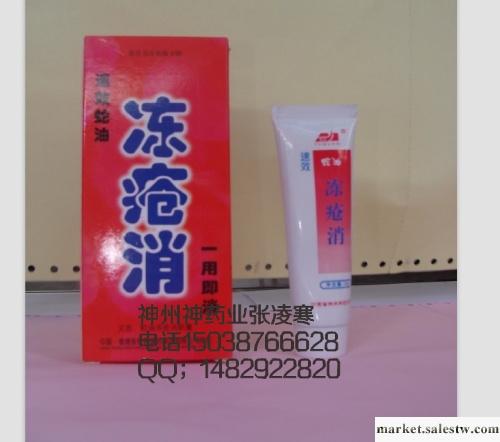 速效蛇油
冻疮消
一用即消
速效
蛇油
冻疮消
神州神药业张凌寒
电话15038766628
QQ；1482922820
market.salestw.com